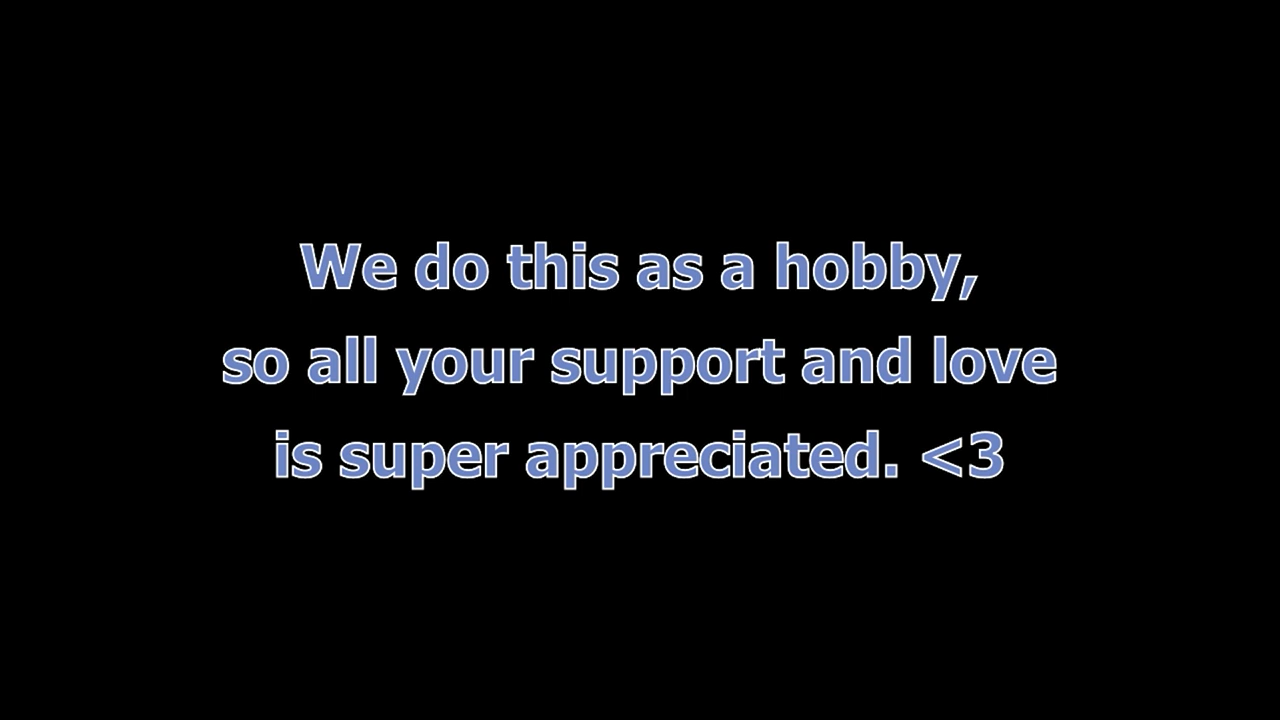 We do this as a hobby,
so all your support and love
is super appreciated. <3